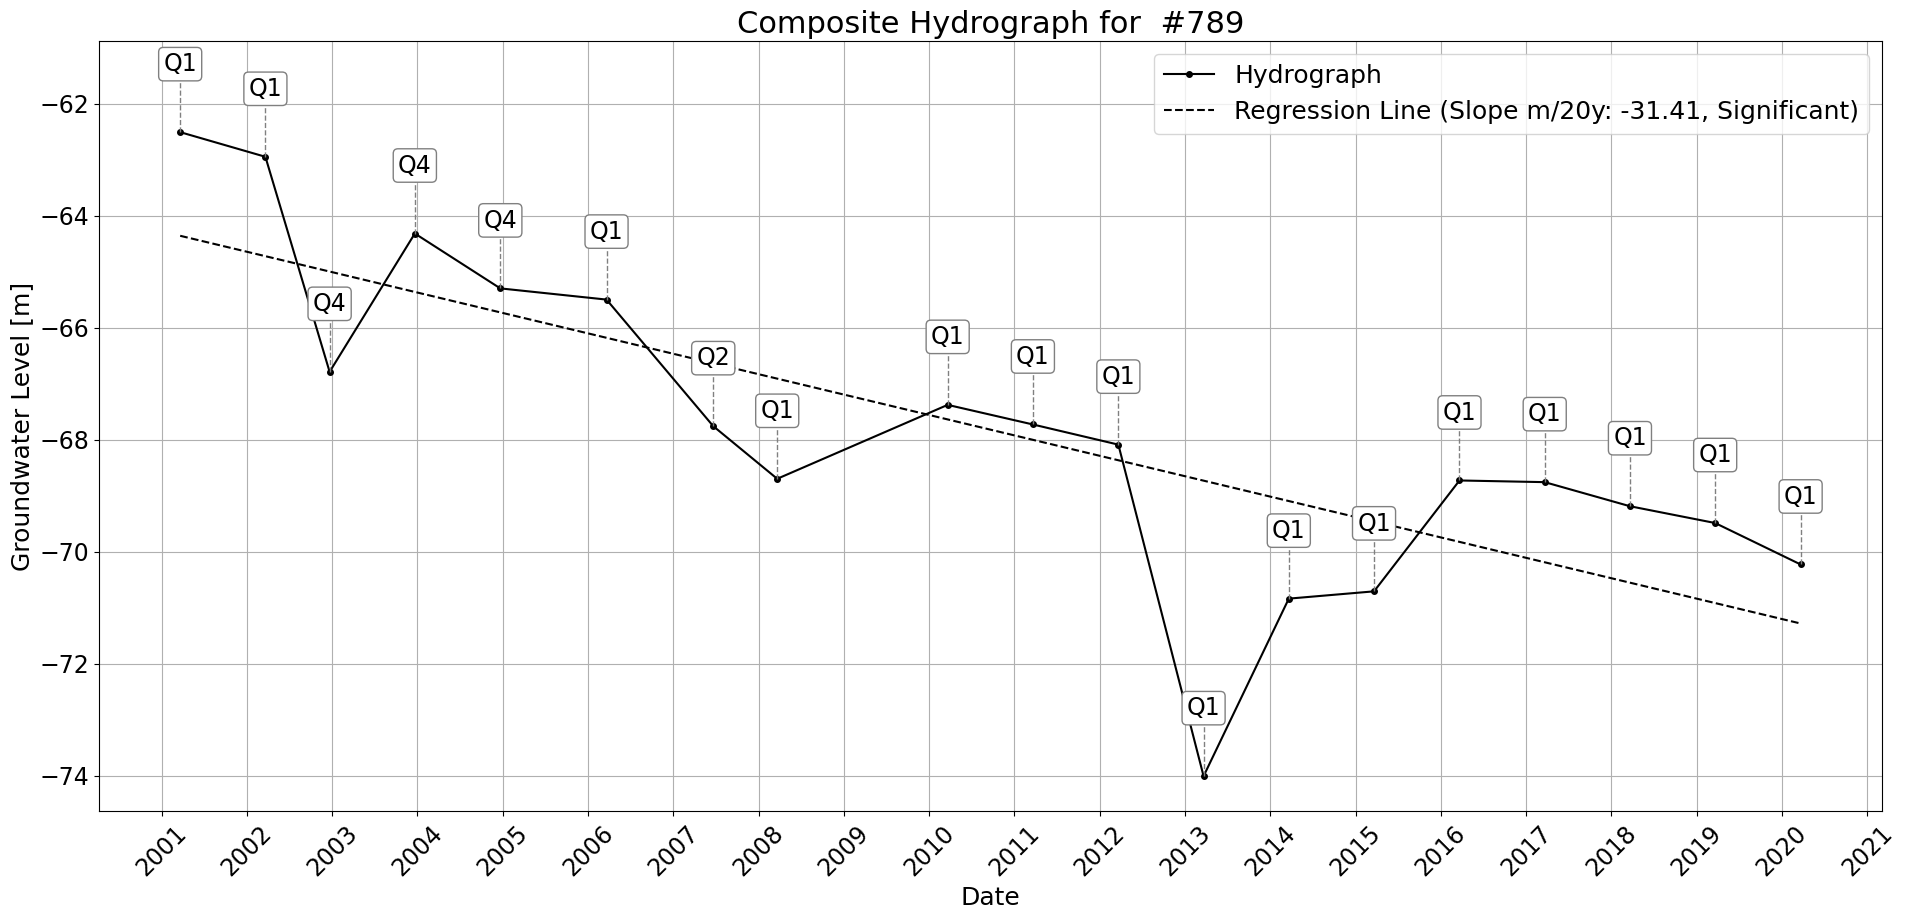 Composite Hydrograph for  #789
Hydrograph
Regression Line (Slope m/20y: -31.41, Significant)
Groundwater Level [m]
−62
−64
−66
−68
−70
−72
−74
Q1
Q1
Q4
Q4
Q4
Q1
Q2
Q1
Q1
Q1
Q1
Q1
Q1
Q1
Q1
Q1
Q1
Q1
Q1
2001
2002
2003
2004
2005
2006
2007
2008
2009
2010
2011
2012
2013
2014
2015
2016
2017
2018
2019
2020
2021
Date